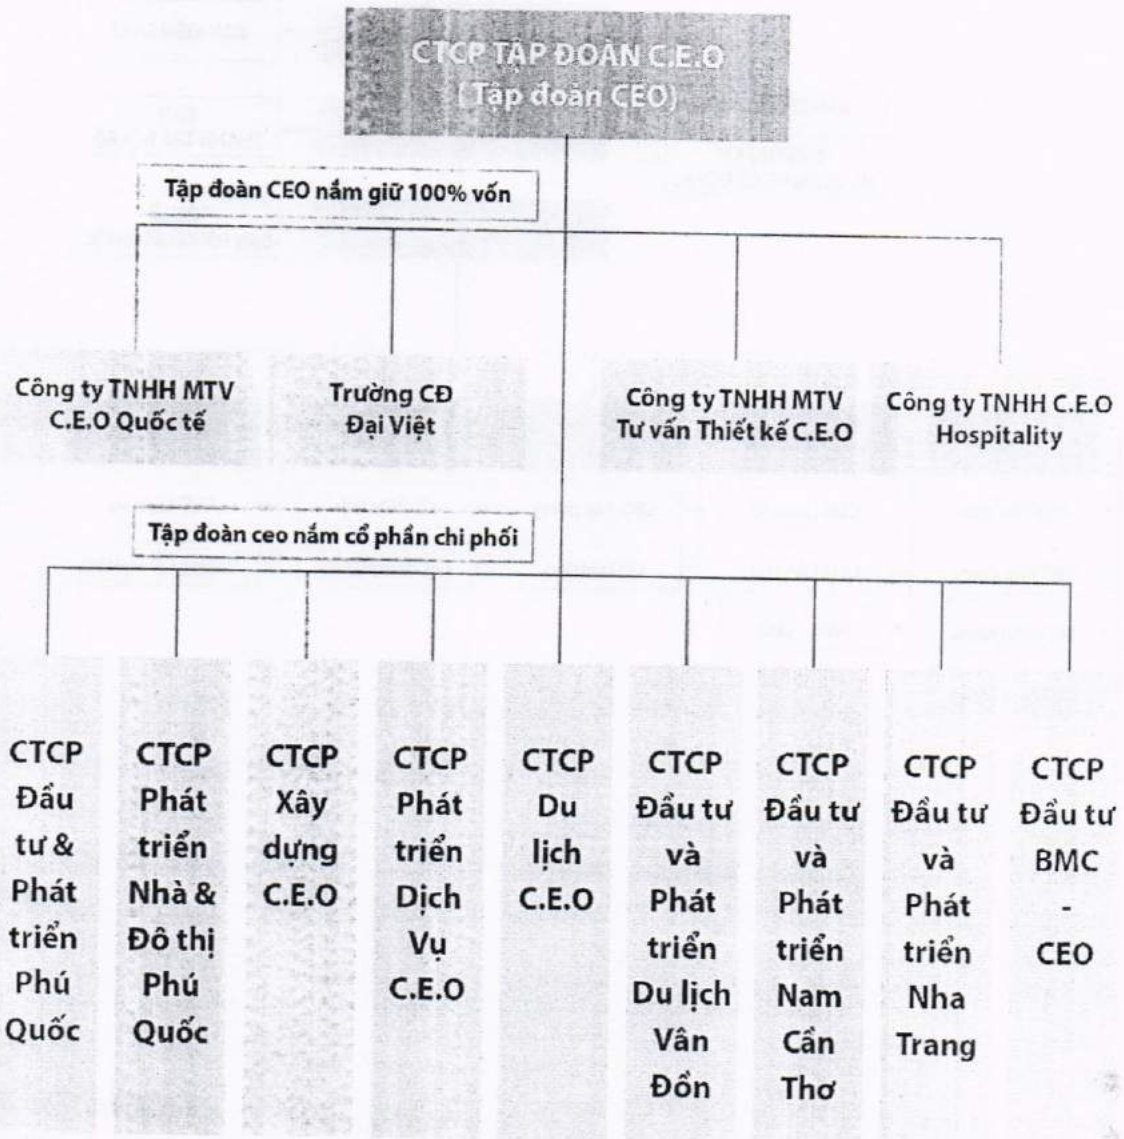 CTCP TẬP ĐOÀN C.E.O
(Tập đoàn CEO)
Tập đoàn CEO nắm giữ 100% vốn
Công ty TNHH MTV
C.E.O Quốc tế
Trường CĐ
Đại Việt
Công ty TNHH MTV
Tư vấn Thiết kế C.E.O
Công ty TNHH C.E.O
Hospitality
Tập đoàn ceo nắm cổ phần chi phối
CTCP
Đầu
tư &
Phát
triển
Phú
Quốc
CTCP
Phát
triển
Nhà &
Đô thị
Phú
Quốc
CTCP
Xây
dựng
C.E.O
CTCP
Phát
triển
Dịch
Vụ
C.E.O
CTCP
Du
lịch
C.E.O
CTCP
Đầu tư
và
Phát
triển
Du lịch
Vân
Đồn
CTCP
Đầu tư
và
Phát
triển
Nam
Cần
Thơ
CTCP
Đầu tư
và
Phát
triển
Nha
Trang
CTCP
Đầu tư
BMC
-
CEO